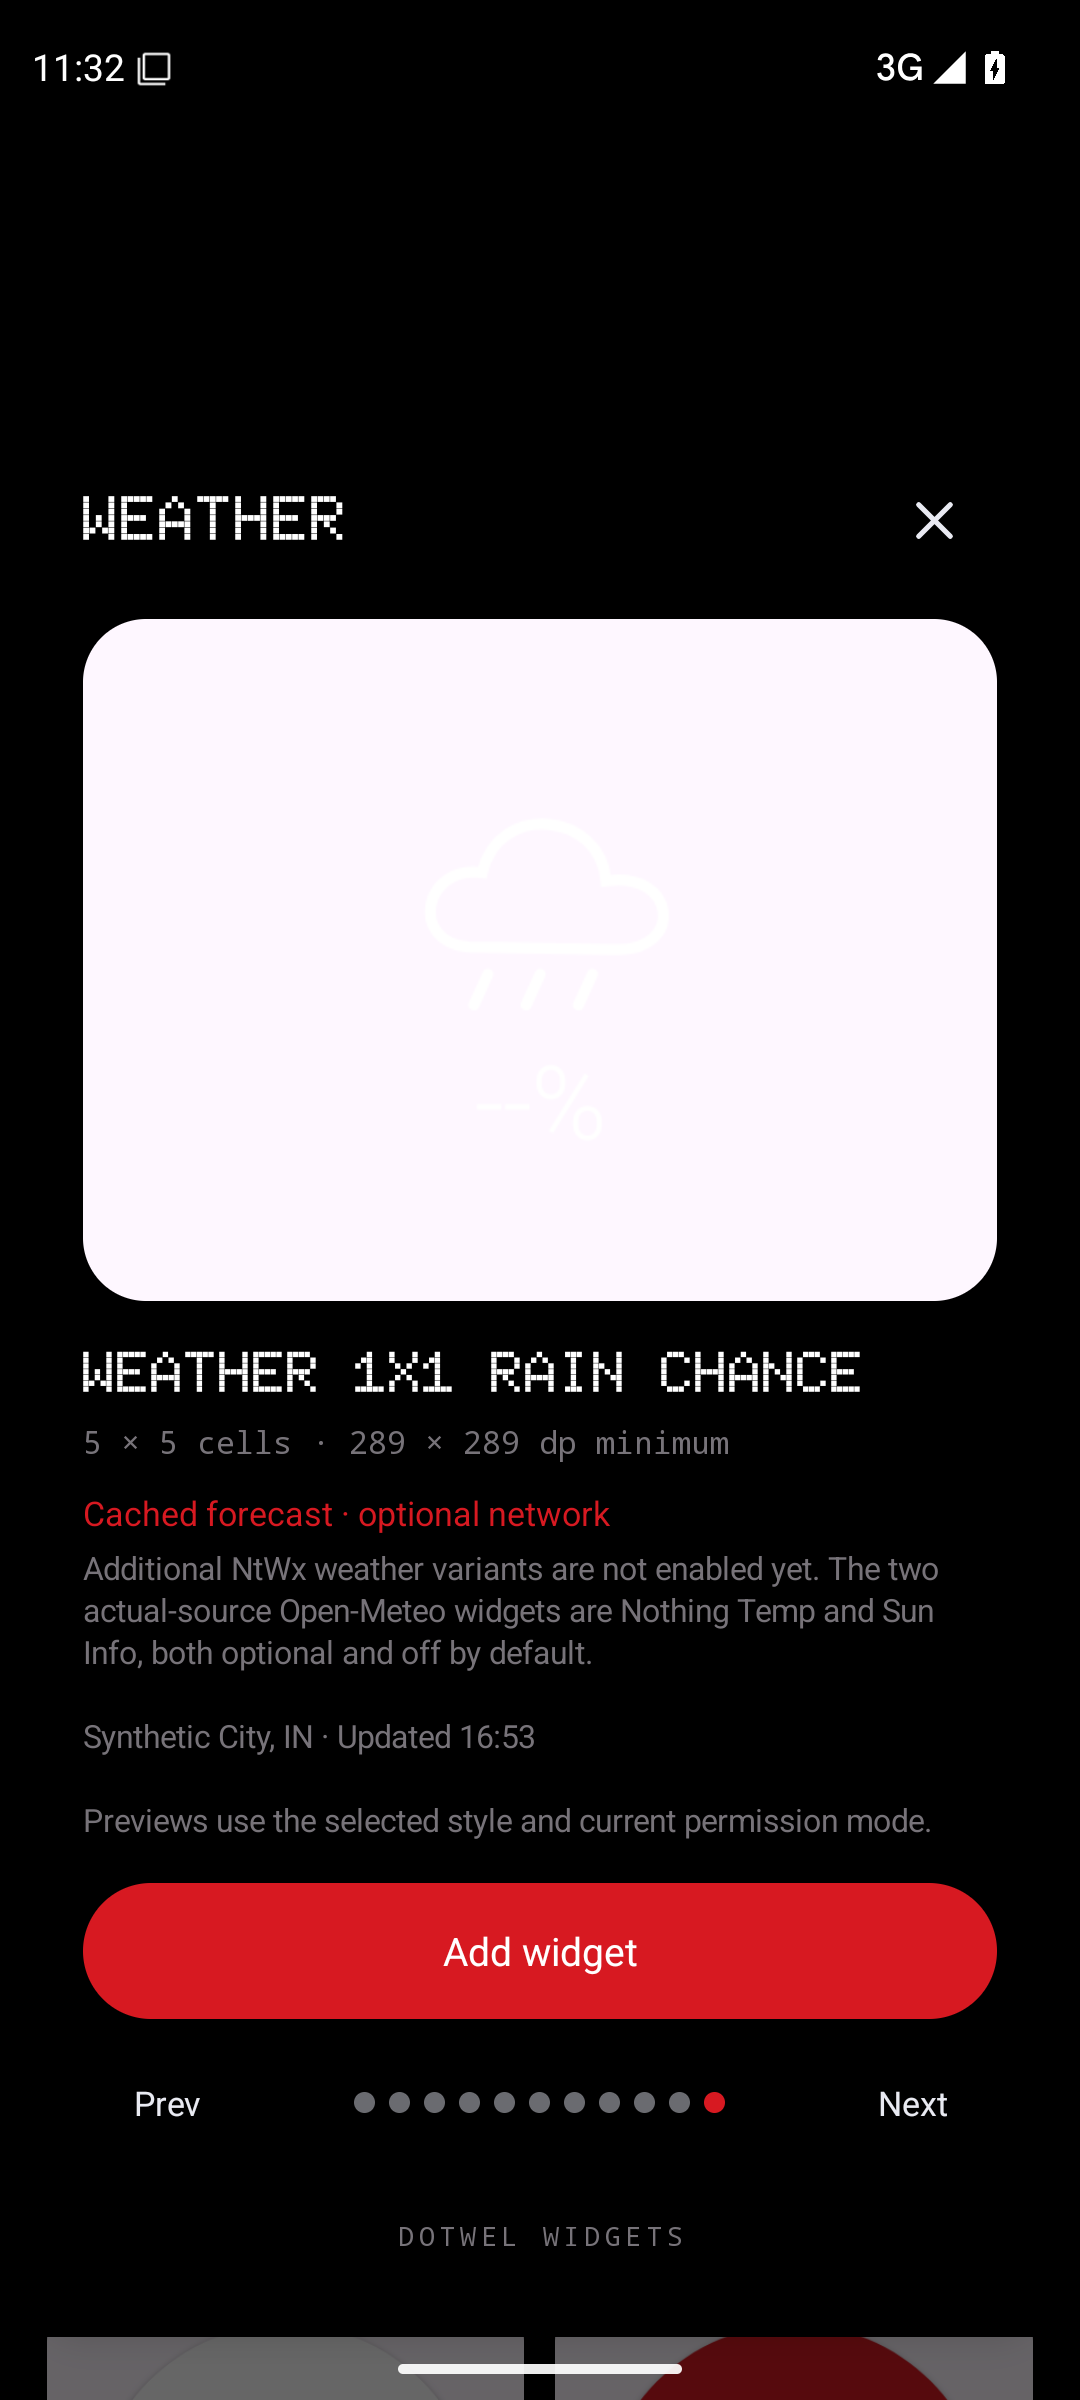 11:32
3G
WEATHER
--%
WEATHER 1X1 RAIN CHANCE
5 × 5 cells · 289 × 289 dp minimum
Cached forecast · optional network
Additional NtWx weather variants are not enabled yet. The two
actual-source Open-Meteo widgets are Nothing Temp and Sun
Info, both optional and off by default.
Synthetic City, IN · Updated 16:53
Previews use the selected style and current permission mode.
Add widget
Prev
Next
DOTWEL WIDGETS